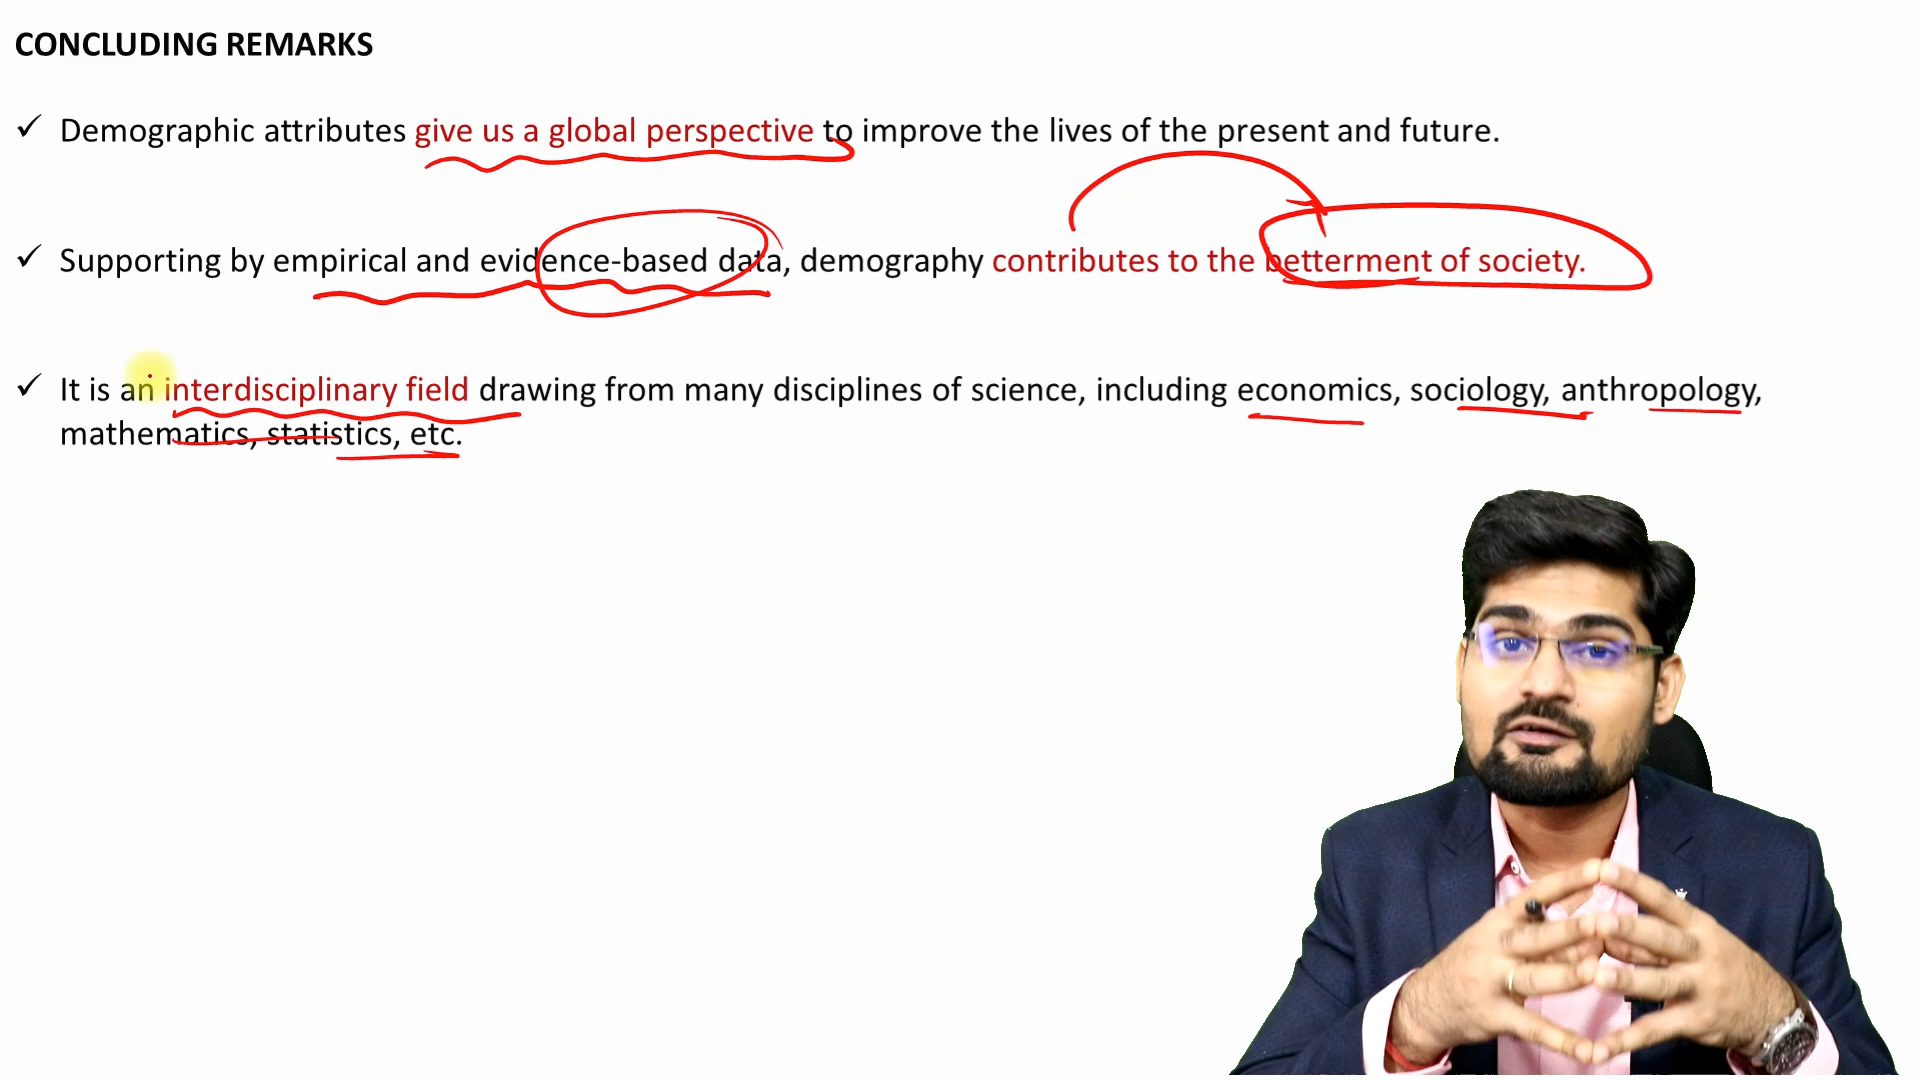 CONCLUDING REMARKS
✓ Demographic attributes give us a global perspective to improve the lives of the present and future.
✓ Supporting by empirical and evidence-based data, demography contributes to the betterment of society.
✓ It is an interdisciplinary field drawing from many disciplines of science, including economics, sociology, anthropology,
mathematics, statistics, etc.